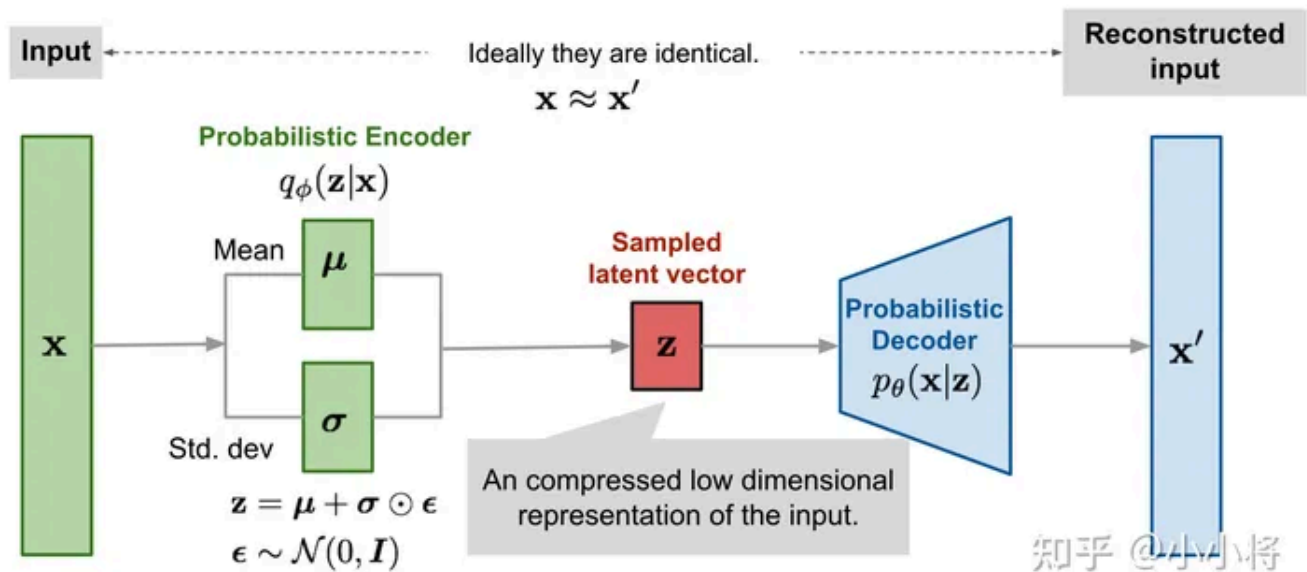 Input
Ideally they are identical.
x ≈ x′
Reconstructed
input
Probabilistic Encoder
qϕ(z|x)
Mean
μ
Std. dev
σ
z = μ + σ ⊙ ϵ
ϵ ∼ N(0, I)
x
Sampled
latent vector
z
An compressed low dimensional
representation of the input.
Probabilistic
Decoder
pθ(x|z)
x′
知乎 @小小将